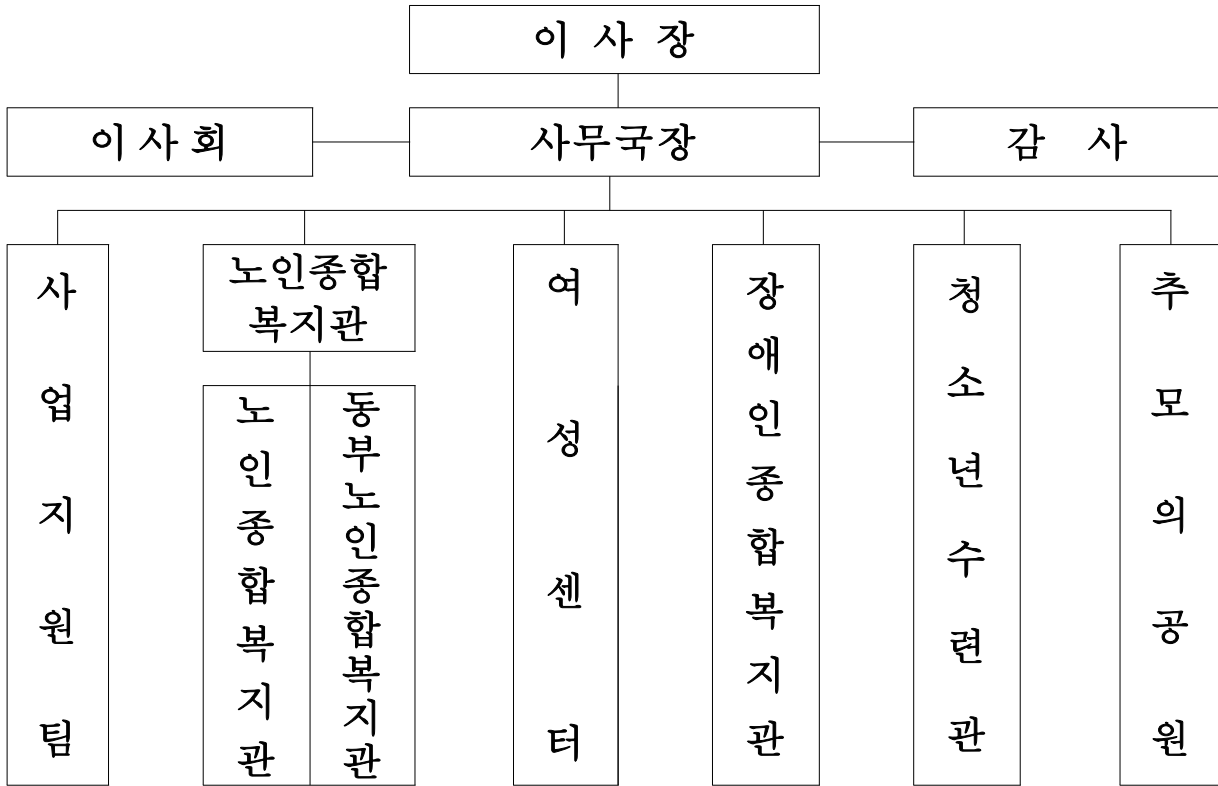 이 사 장
이 사 회
사무국장
감 사
사업지원팀
노인종합
복지관
노인종합복지관
동부노인종합복지관
여성센터
장애인종합복지관
청소년수련관
추모의공원